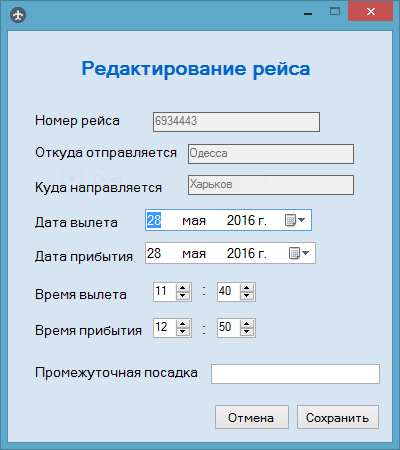 Редактирование рейса
Номер рейса 6934443
Откуда отправляется Одесса
Куда направляется Харьков
Дата вылета 28 мая 2016 г.
Дата прибытия 28 мая 2016 г.
Время вылета 11 : 40
Время прибытия 12 : 50
Промежуточная посадка
Отмена Сохранить